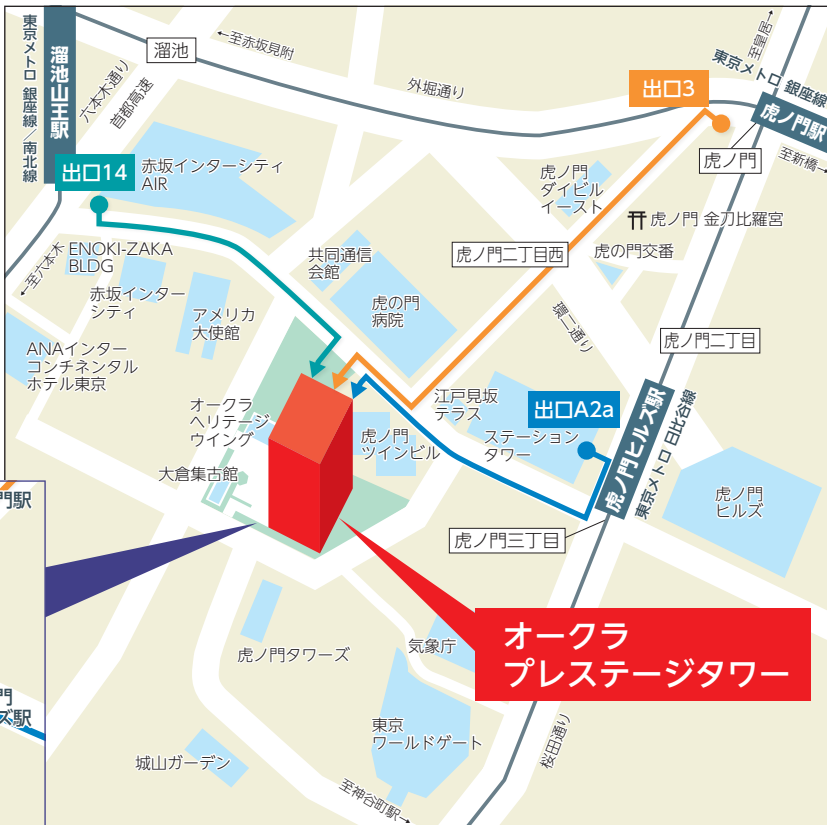 東京メトロ 銀座線／南北線
溜池山王駅
六本木通り
首都高速
溜池
←至赤坂見附
外堀通り
至皇居→
東京メトロ 銀座線
出口3
虎ノ門駅
至新橋→
虎ノ門
出口14
赤坂インターシティ
AIR
虎ノ門
ダイビル
イースト
虎ノ門 金刀比羅宮
虎の門交番
虎ノ門二丁目西
←至六本木
ENOKI-ZAKA
BLDG
赤坂インター
シティ
アメリカ
大使館
共同通信
会館
虎の門
病院
環二通り
虎ノ門二丁目
ANAインター
コンチネンタル
ホテル東京
オークラ
ヘリテージ
ウイング
虎ノ門
ツインビル
江戸見坂
テラス
出口A2a
ステーション
タワー
虎ノ門ヒルズ駅
東京メトロ 日比谷線
虎ノ門
ヒルズ
大倉集古館
門駅
虎ノ門三丁目
オークラ
プレステージタワー
虎ノ門タワーズ
気象庁
東京
ワールドゲート
桜田通り
城山ガーデン
至神谷町駅→
門
ズ駅